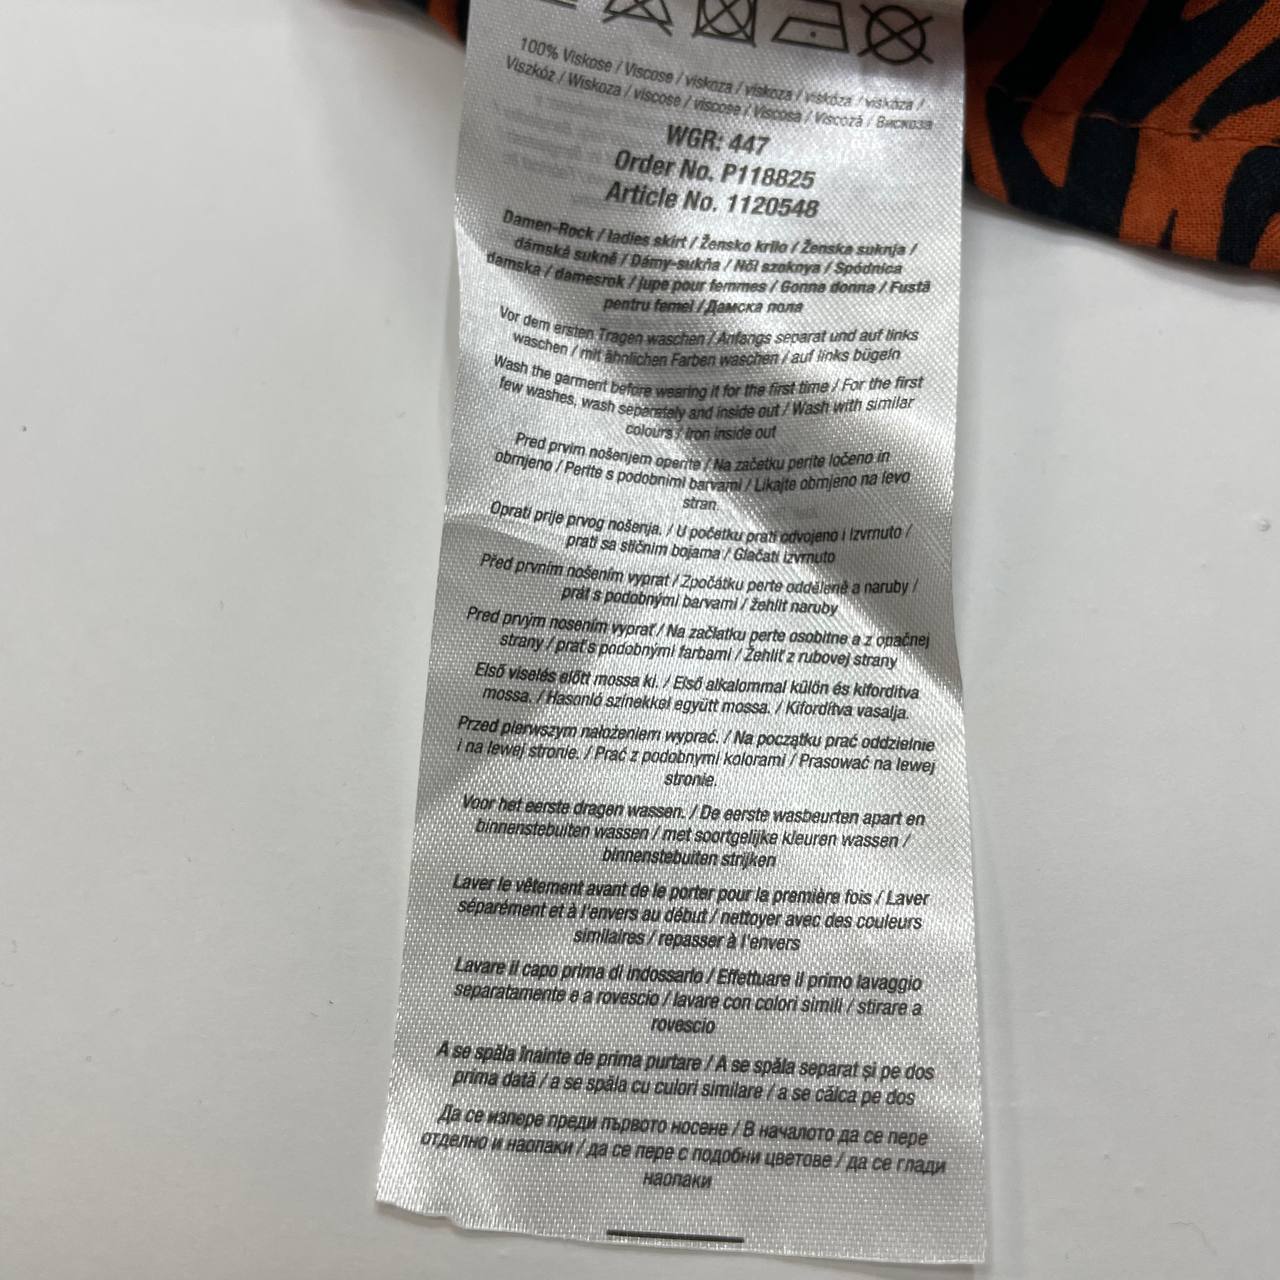 100% Viskose / Viscose / viskoza / viskoza / viskóza / viskóza /
Viszkóz / Wiskoza / viscose / viscose / Viscosa / Viscoză / Вискоза
WGR: 447
Order No. P118825
Article No. 1120548
Damen-Rock / ladies skirt / Žensko krilo / Ženska suknja /
dámská sukně / Dámy-sukňa / Női szoknya / Spódnica
damska / damesrok / jupe pour femmes / Gonna donna / Fustă
pentru femei / Дамска пола
Vor dem ersten Tragen waschen / Anfangs separat und auf links
waschen / mit ähnlichen Farben waschen / auf links bügeln
Wash the garment before wearing it for the first time / For the first
few washes, wash separately and inside out / Wash with similar
colours / Iron inside out
Pred prvim nošenjem operite / Na začetku perite ločeno in
obrnjeno / Perite s podobnimi barvami / Likajte obrnjeno na levo
stran.
Oprati prije prvog nošenja. / U početku prati odvojeno i izvrnuto /
prati sa sličnim bojama / Glačati izvrnuto
Před prvním nošením vyprat / Zpočátku perte odděleně a naruby /
prát s podobnými barvami / žehlit naruby
Pred prvým nosením vyprať / Na začiatku perte osobitne a z opačnej
strany / prať s podobnými farbami / Žehliť z rubovej strany
Első viselés előtt mossa ki. / Első alkalommal külön és kifordítva
mossa. / Hasonló színekkel együtt mossa. / Kifordítva vasalja.
Przed pierwszym nałożeniem wyprać. / Na początku prać oddzielnie
i na lewej stronie. / Prać z podobnymi kolorami / Prasować na lewej
stronie.
Voor het eerste dragen wassen. / De eerste wasbeurten apart en
binnenstebuiten wassen / met soortgelijke kleuren wassen /
binnenstebuiten strijken
Laver le vêtement avant de le porter pour la première fois / Laver
séparément et à l'envers au début / nettoyer avec des couleurs
similaires / repasser à l'envers
Lavare il capo prima di indossarlo / Effettuare il primo lavaggio
separatamente e a rovescio / lavare con colori simili / stirare a
rovescio
A se spăla înainte de prima purtare / A se spăla separat și pe dos
prima dată / a se spăla cu culori similare / a se călca pe dos
Да се изпере преди първото носене / В началото да се пере
отделно и наопаки / да се пере с подобни цветове / да се глади
наопаки